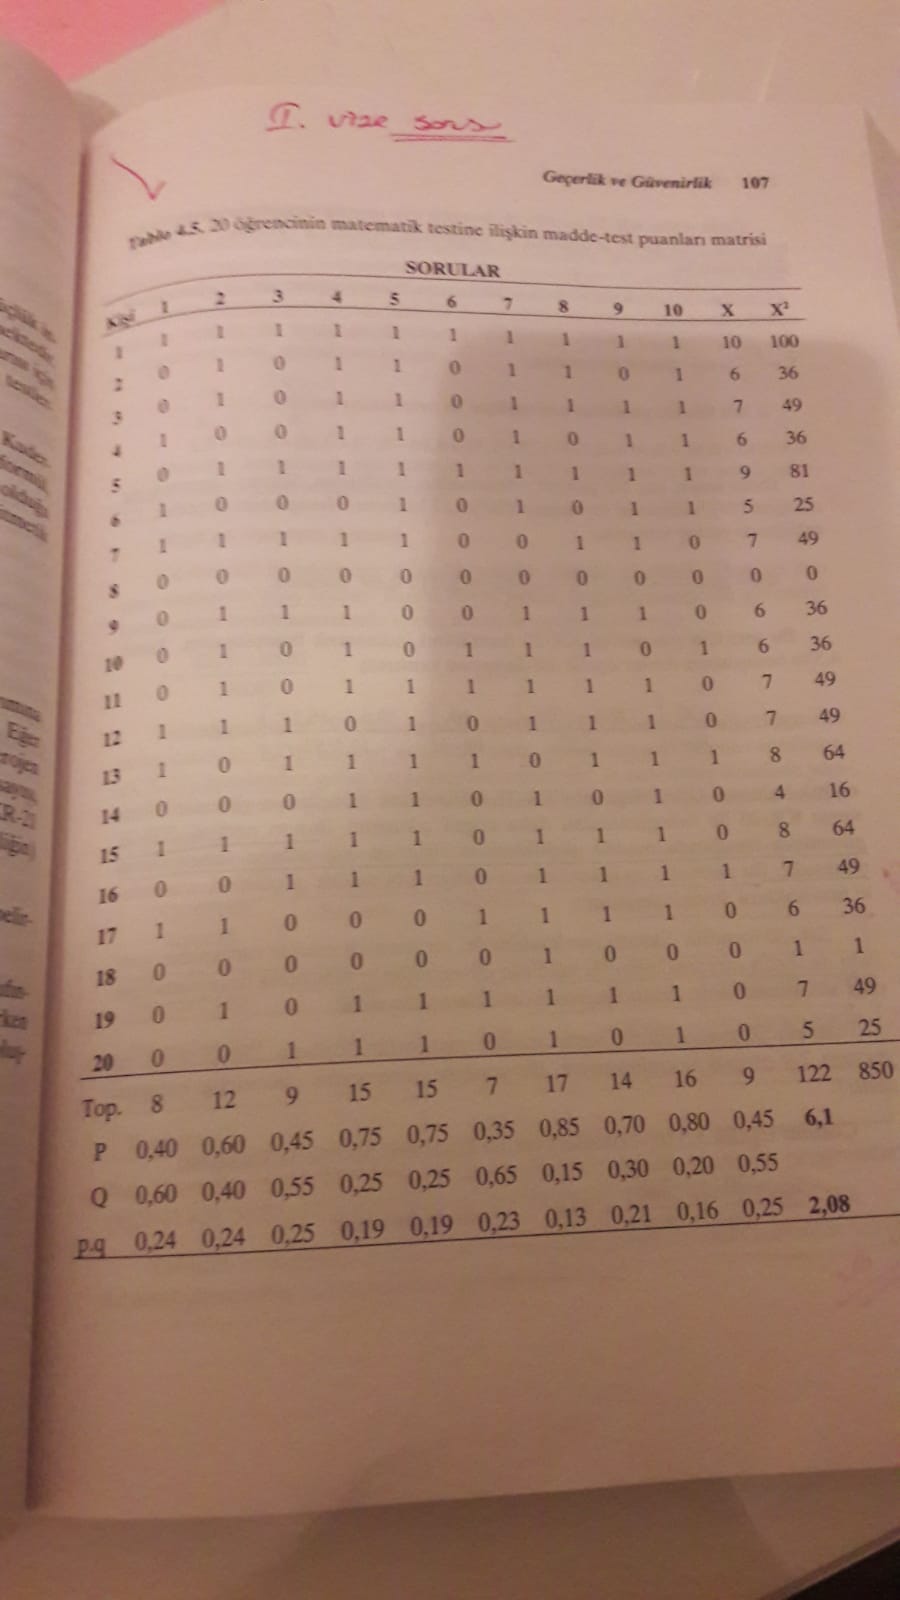 I. vize soru
Geçerlik ve Güvenirlik 107
Tablo 4.5. 20 öğrencinin matematik testine ilişkin madde-test puanları matrisi
SORULAR
Kişi 1 2 3 4 5 6 7 8 9 10 X X²
1 1 1 1 1 1 1 1 1 1 1 10 100
2 0 1 0 1 1 0 1 1 0 1 6 36
3 0 1 0 1 1 0 1 1 1 1 7 49
4 1 0 0 1 1 0 1 0 1 1 6 36
5 0 1 1 1 1 1 1 1 1 1 9 81
6 1 0 0 0 1 0 1 0 1 1 5 25
7 1 1 1 1 1 0 0 1 1 0 7 49
8 0 0 0 0 0 0 0 0 0 0 0 0
9 0 1 1 1 0 0 1 1 1 0 6 36
10 0 1 0 1 0 1 1 1 0 1 6 36
11 0 1 0 1 1 1 1 1 1 0 7 49
12 1 1 1 0 1 0 1 1 1 0 7 49
13 1 0 1 1 1 1 0 1 1 1 8 64
14 0 0 0 1 1 0 1 0 1 0 4 16
15 1 1 1 1 1 0 1 1 1 0 8 64
16 0 0 1 1 1 0 1 1 1 1 7 49
17 1 1 0 0 0 1 1 1 1 0 6 36
18 0 0 0 0 0 0 1 0 0 0 1 1
19 0 1 0 1 1 1 1 1 1 0 7 49
20 0 0 1 1 1 0 1 0 1 0 5 25
Top. 8 12 9 15 15 7 17 14 16 9 122 850
P 0,40 0,60 0,45 0,75 0,75 0,35 0,85 0,70 0,80 0,45 6,1
Q 0,60 0,40 0,55 0,25 0,25 0,65 0,15 0,30 0,20 0,55
p.q 0,24 0,24 0,25 0,19 0,19 0,23 0,13 0,21 0,16 0,25 2,08